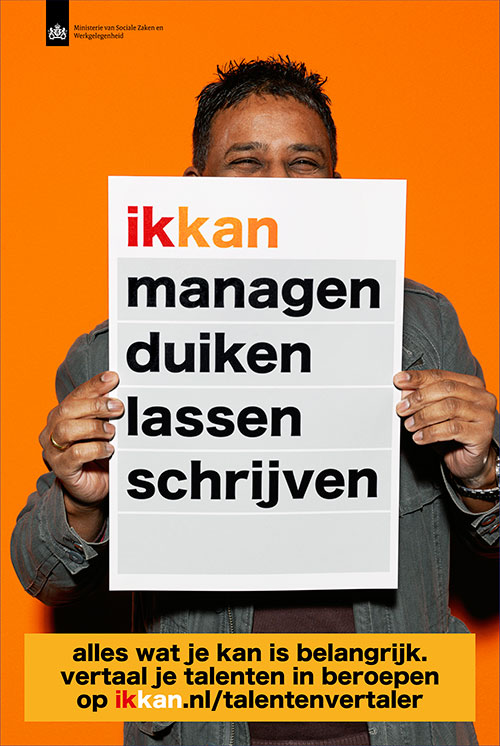 Ministerie van Sociale Zaken en
Werkgelegenheid
ikkan
managen
duiken
lassen
schrijven
alles wat je kan is belangrijk.
vertaal je talenten in beroepen
op ikkan.nl/talentenvertaler